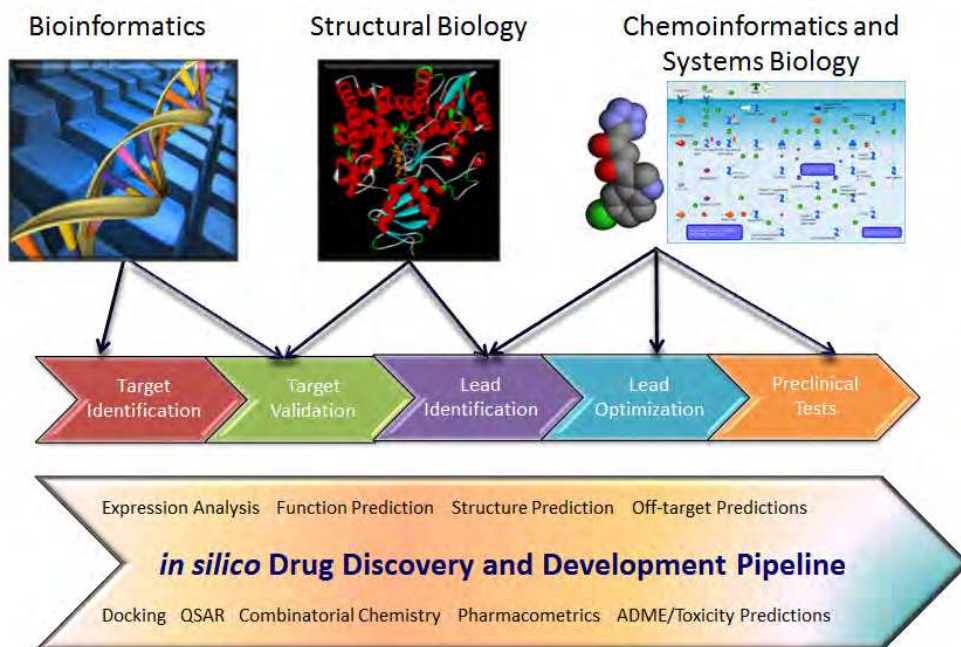 Bioinformatics
Structural Biology
Chemoinformatics and
Systems Biology
Target
Identification
Target
Validation
Lead
Identification
Lead
Optimization
Preclinical
Tests
Expression Analysis Function Prediction Structure Prediction Off-target Predictions
in silico Drug Discovery and Development Pipeline
Docking QSAR Combinatorial Chemistry Pharmacometrics ADME/Toxicity Predictions